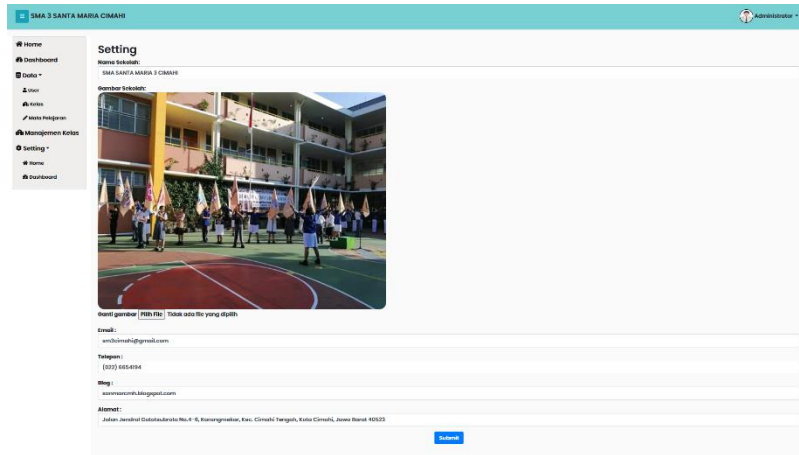 SMA 3 SANTA MARIA CIMAHI
Administrator
Home
Dashboard
Data
User
Kelas
Mata Pelajaran
Manajemen Kelas
Setting
Home
Dashboard
Setting
Nama Sekolah:
SMA SANTA MARIA 3 CIMAHI
Gambar Sekolah:
Ganti gambar Pilih File Tidak ada file yang dipilih
Email :
sm3cimahi@gmail.com
Telepon :
(022) 6654194
Blog :
sanmarcmh.blogspot.com
Alamat :
Jalan Jendral Gatotsubroto No.4-8, Karangmekar, Kec. Cimahi Tengah, Kota Cimahi, Jawa Barat 40523
Submit